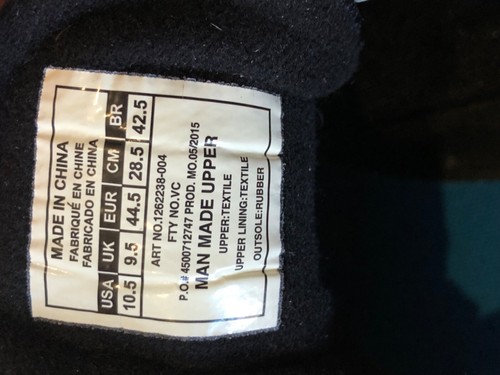 MADE IN CHINA
FABRIQUE EN CHINE
FABRICADO EN CHINA
USA UK EUR CM BR
10.5 9.5 44.5 28.5 42.5
ART NO.1262238-004
FTY NO.VC
P.O.# 4500712747 PROD. MO.05/2015
MAN MADE UPPER
UPPER:TEXTILE
UPPER LINING:TEXTILE
OUTSOLE:RUBBER